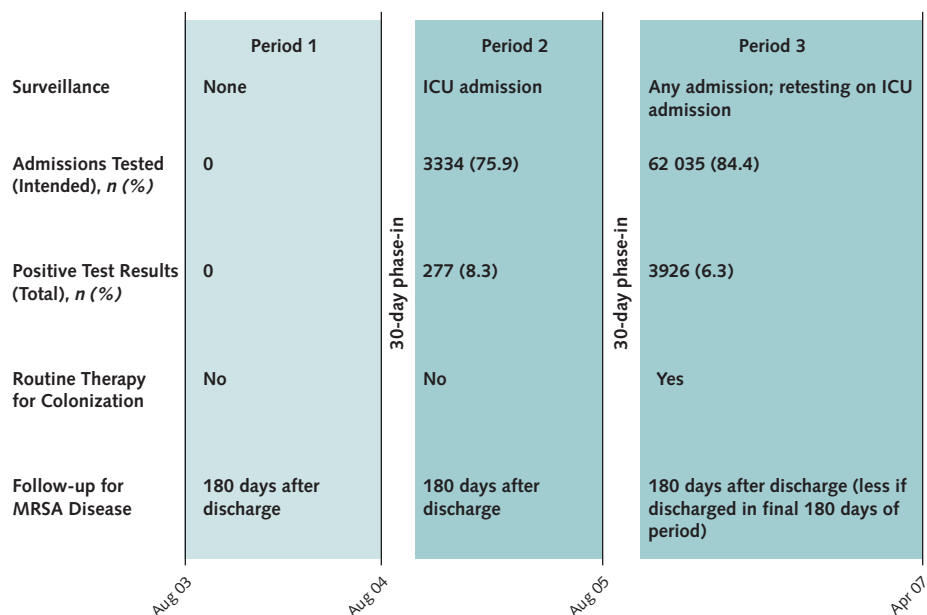 Period 1
Period 2
Period 3
Surveillance
None
ICU admission
Any admission; retesting on ICU
admission
Admissions Tested
(Intended), n (%)
0
3334 (75.9)
62 035 (84.4)
30-day phase-in
30-day phase-in
Positive Test Results
(Total), n (%)
0
277 (8.3)
3926 (6.3)
Routine Therapy
for Colonization
No
No
Yes
Follow-up for
MRSA Disease
180 days after
discharge
180 days after
discharge
180 days after discharge (less if
discharged in final 180 days of
period)
Aug 03
Aug 04
Aug 05
Apr 07